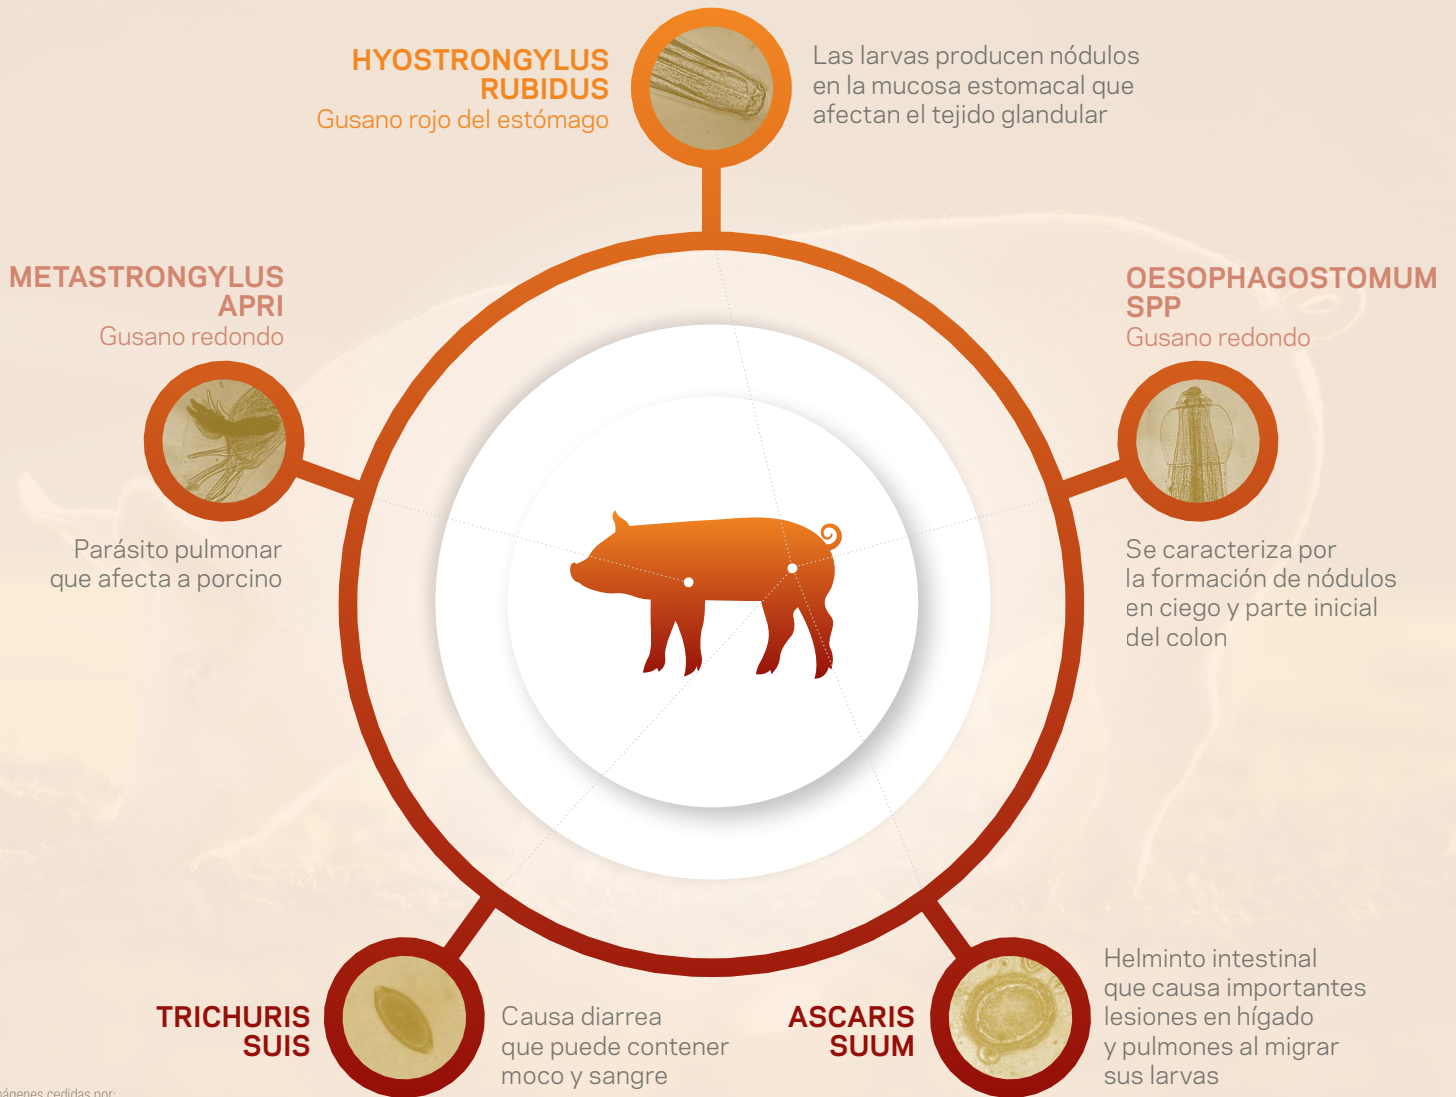 HYOSTRONGYLUS
RUBIDUS
Gusano rojo del estómago
Las larvas producen nódulos
en la mucosa estomacal que
afectan el tejido glandular
METASTRONGYLUS
APRI
Gusano redondo
Parásito pulmonar
que afecta a porcino
OESOPHAGOSTOMUM
SPP
Gusano redondo
Se caracteriza por
la formación de nódulos
en ciego y parte inicial
del colon
TRICHURIS
SUIS
Causa diarrea
que puede contener
moco y sangre
ASCARIS
SUUM
Helminto intestinal
que causa importantes
lesiones en hígado
y pulmones al migrar
sus larvas
cedidas por: